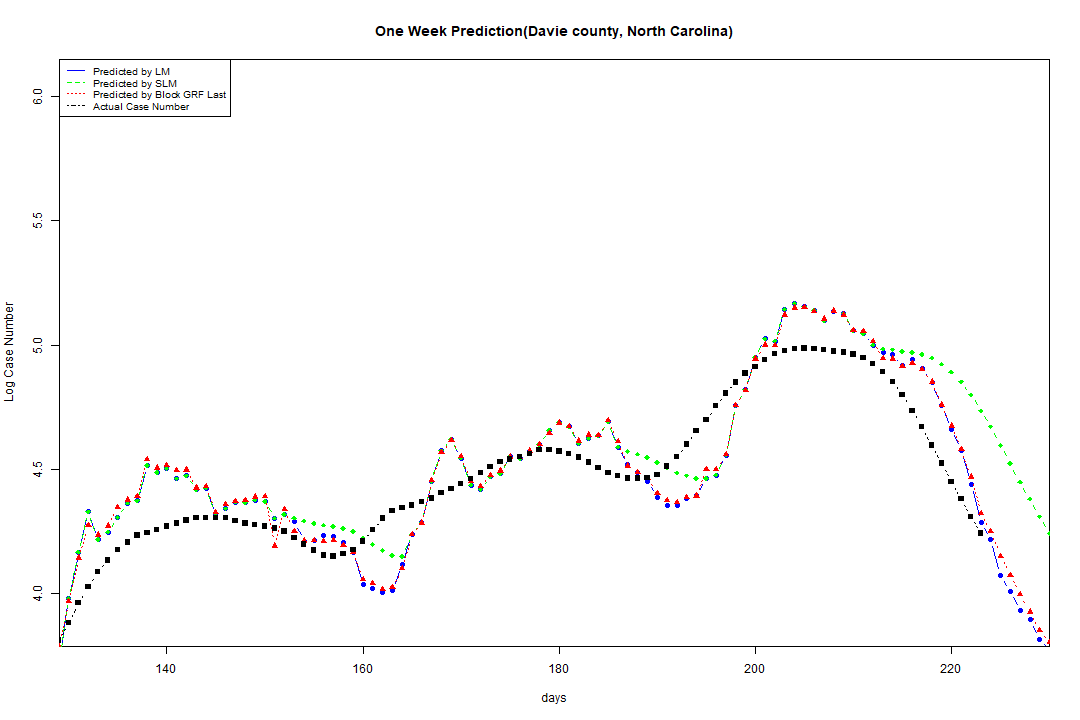 One Week Prediction(Davie county, North Carolina)
Predicted by LM
Predicted by SLM
Predicted by Block GRF Last
Actual Case Number
6.0
5.5
5.0
4.5
4.0
Log Case Number
140 160 180 200 220
days